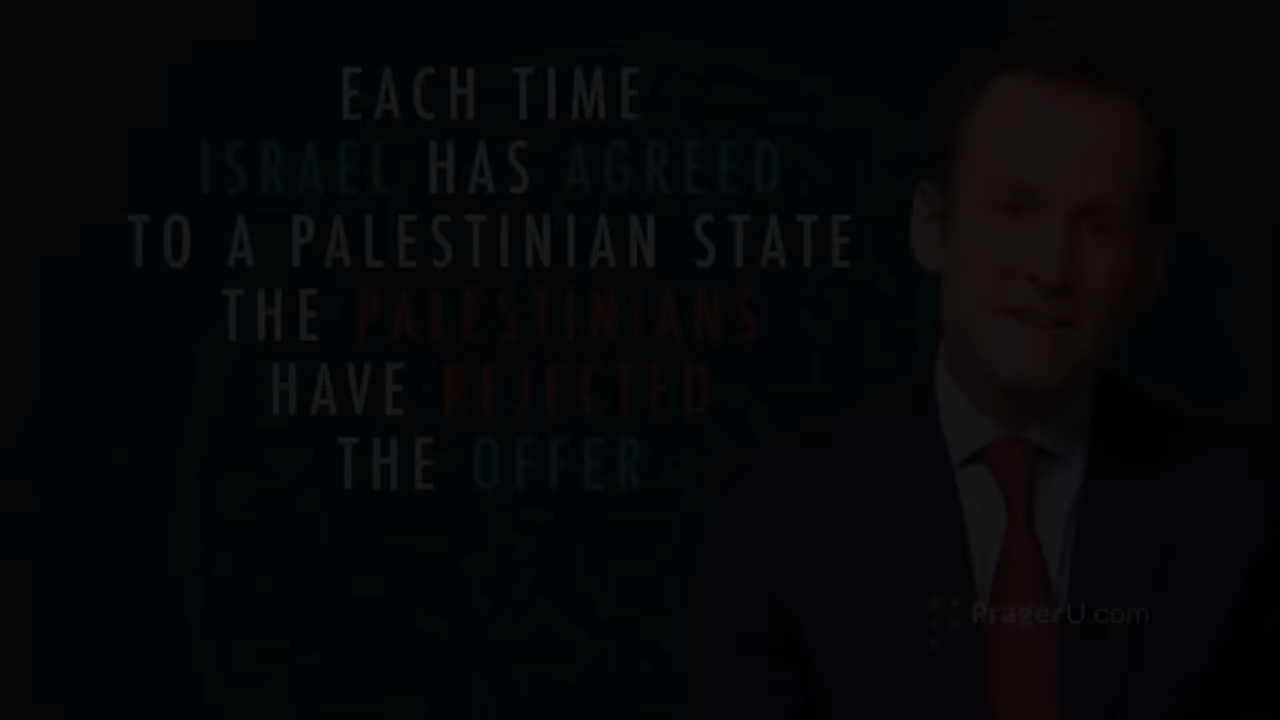 EACH TIME
ISRAEL HAS AGREED
TO A PALESTINIAN STATE
THE PALESTINIANS
HAVE REJECTED
THE OFFER
PragerU.com